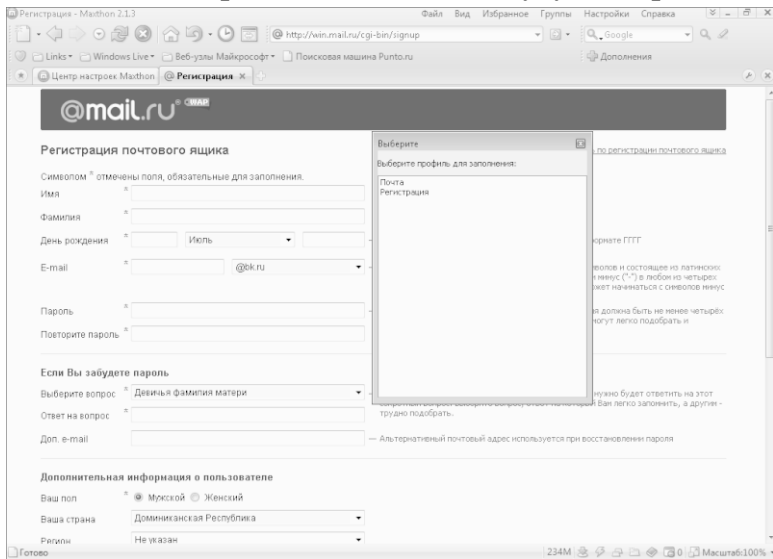 Регистрация - Maxthon 2.1.3
Файл Вид Избранное Группы Настройки Справка
http://win.mail.ru/cgi-bin/signup
Google
Links Windows Live Веб-узлы Майкрософт Поисковая машина Punto.ru
Дополнения
Центр настроек Maxthon Регистрация
@mail.ru WAP
Регистрация почтового ящика
по регистрации почтового ящика
Символом * отмечены поля, обязательные для заполнения.
Имя *
Фамилия *
День рождения * Июль — формате ГГГГ
E-mail * @bk.ru — символов и состоящее из латинских
и минус ("-") в любом из четырех
может начинаться с символов минус
Пароль * — должна быть не менее четырёх
Повторите пароль * могут легко подобрать и
Выберите
Выберите профиль для заполнения:
Почта
Регистрация
Если Вы забудете пароль
Выберите вопрос * Девичья фамилия матери — нужно будет ответить на этот
Вам легко запомнить, а другим -
Ответ на вопрос * трудно подобрать.
Доп. e-mail — Альтернативный почтовый адрес используется при восстановлении пароля
Дополнительная информация о пользователе
Ваш пол * Мужской Женский
Ваша страна Доминиканская Республика
Регион Не указан
Готово
234M 0 Масштаб:100%